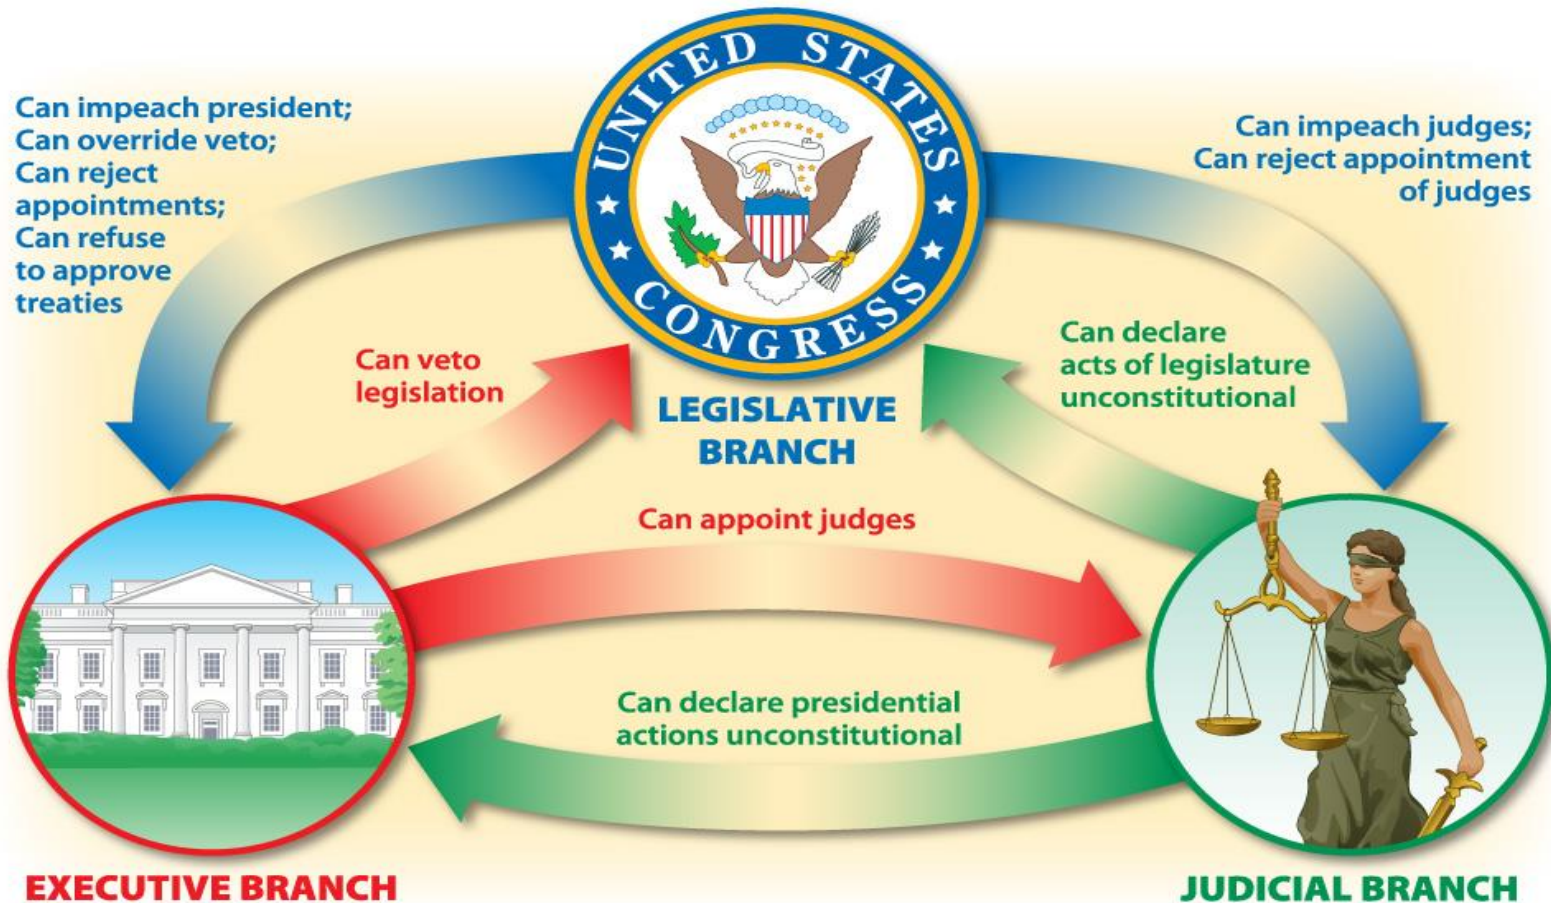 UNITED STATES
CONGRESS
LEGISLATIVE
BRANCH
Can impeach president;
Can override veto;
Can reject
appointments;
Can refuse
to approve
treaties
Can impeach judges;
Can reject appointment
of judges
Can veto
legislation
Can declare
acts of legislature
unconstitutional
Can appoint judges
Can declare presidential
actions unconstitutional
EXECUTIVE BRANCH
JUDICIAL BRANCH